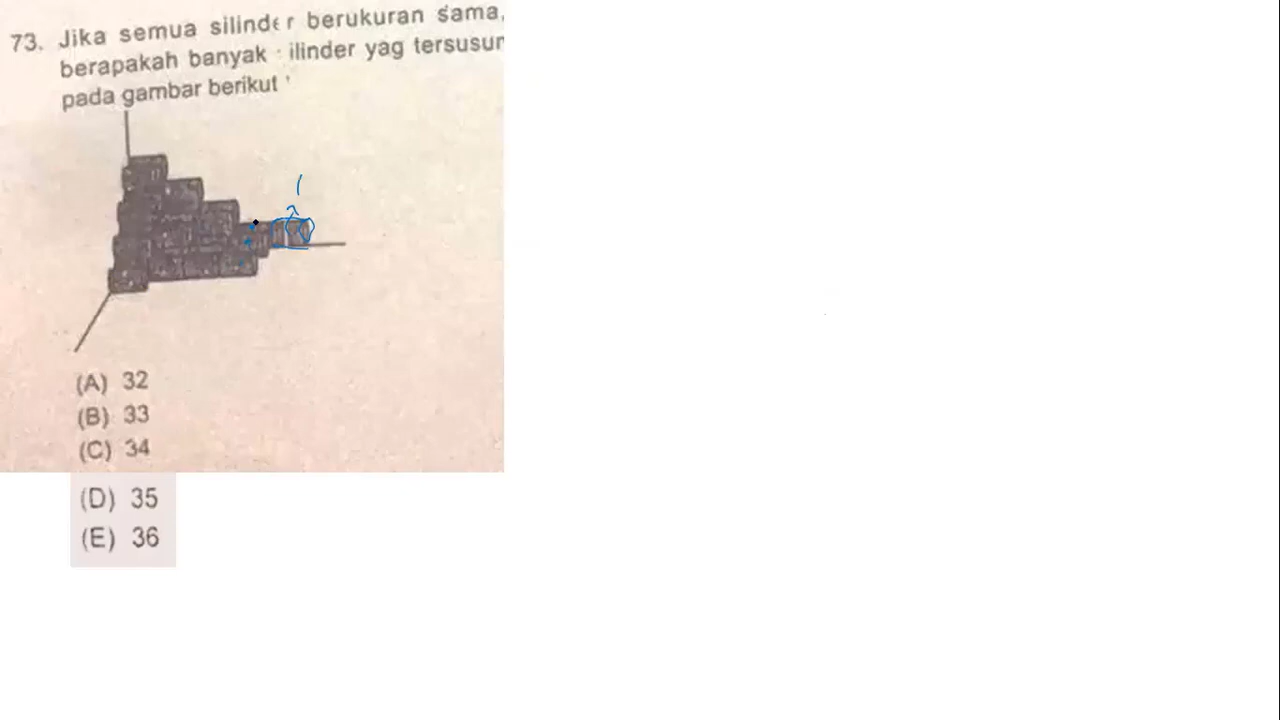 73. Jika semua silinder berukuran sama,
berapakah banyak ilinder yag tersusun
pada gambar berikut
1
(A) 32
(B) 33
(C) 34
(D) 35
(E) 36